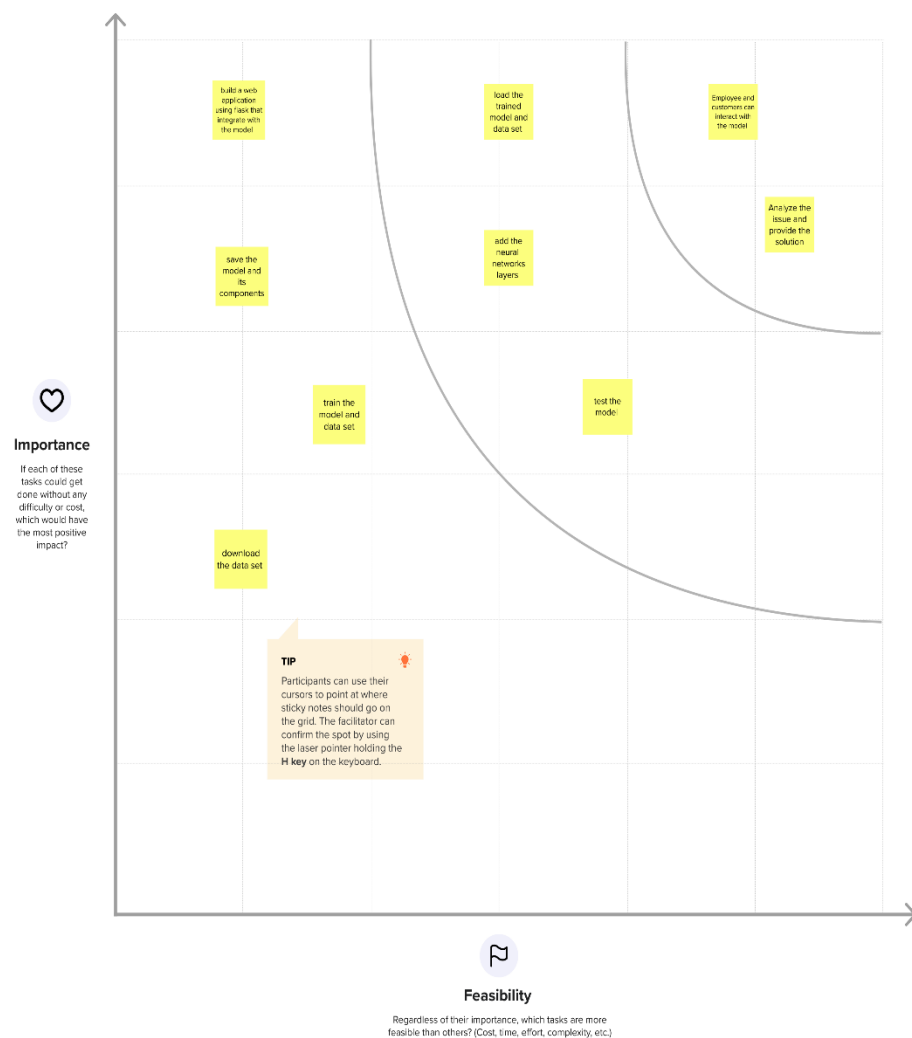 build a web
application
using flask that
integrate with
the model
load the
trained
model and
data set
Employee and
customers can
interact with
the model
Analyze the
issue and
provide the
solution
save the
model and
its
components
add the
neural
networks
layers
train the
model and
data set
test the
model
download
the data set
Importance
If each of these
tasks could get
done without any
difficulty or cost,
which would have
the most positive
impact?
TIP
Participants can use their
cursors to point at where
sticky notes should go on
the grid. The facilitator can
confirm the spot by using
the laser pointer holding the
H key on the keyboard.
Feasibility
Regardless of their importance, which tasks are more
feasible than others? (Cost, time, effort, complexity, etc.)